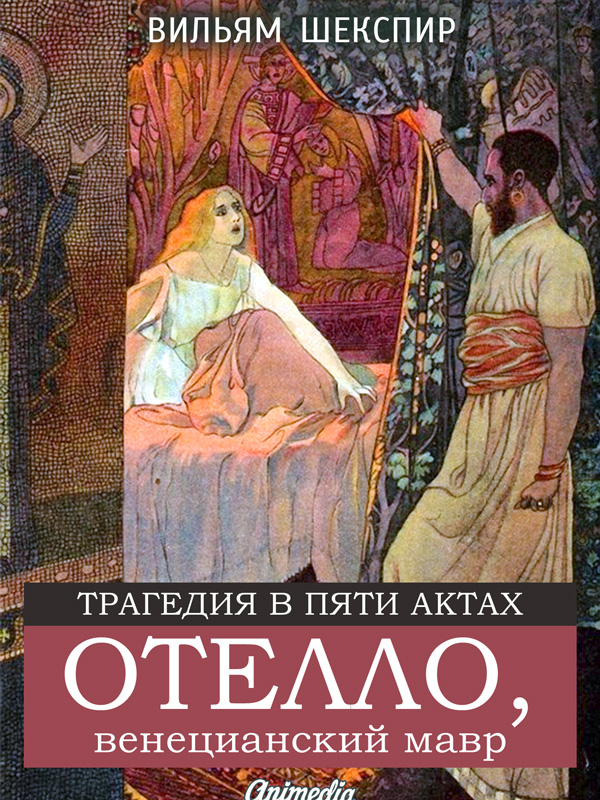 ВИЛЬЯМ ШЕКСПИР
ТРАГЕДИЯ В ПЯТИ АКТАХ
ОТЕЛЛО,
венецианский мавр
Animedia